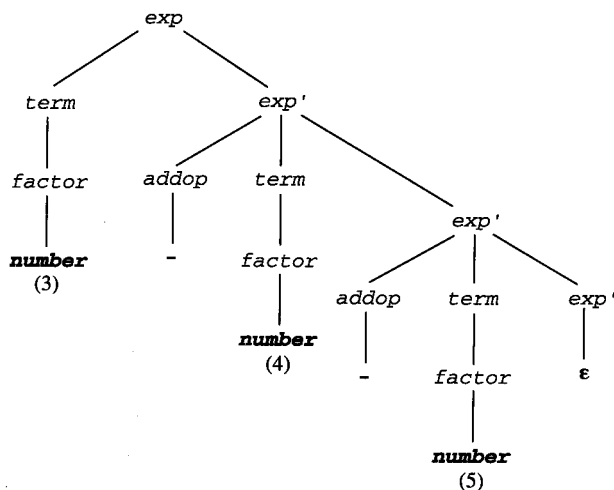 exp
term exp'
factor addop term
exp'
number - factor
(3) addop term exp'
number
(4) - factor ε
number
(5)